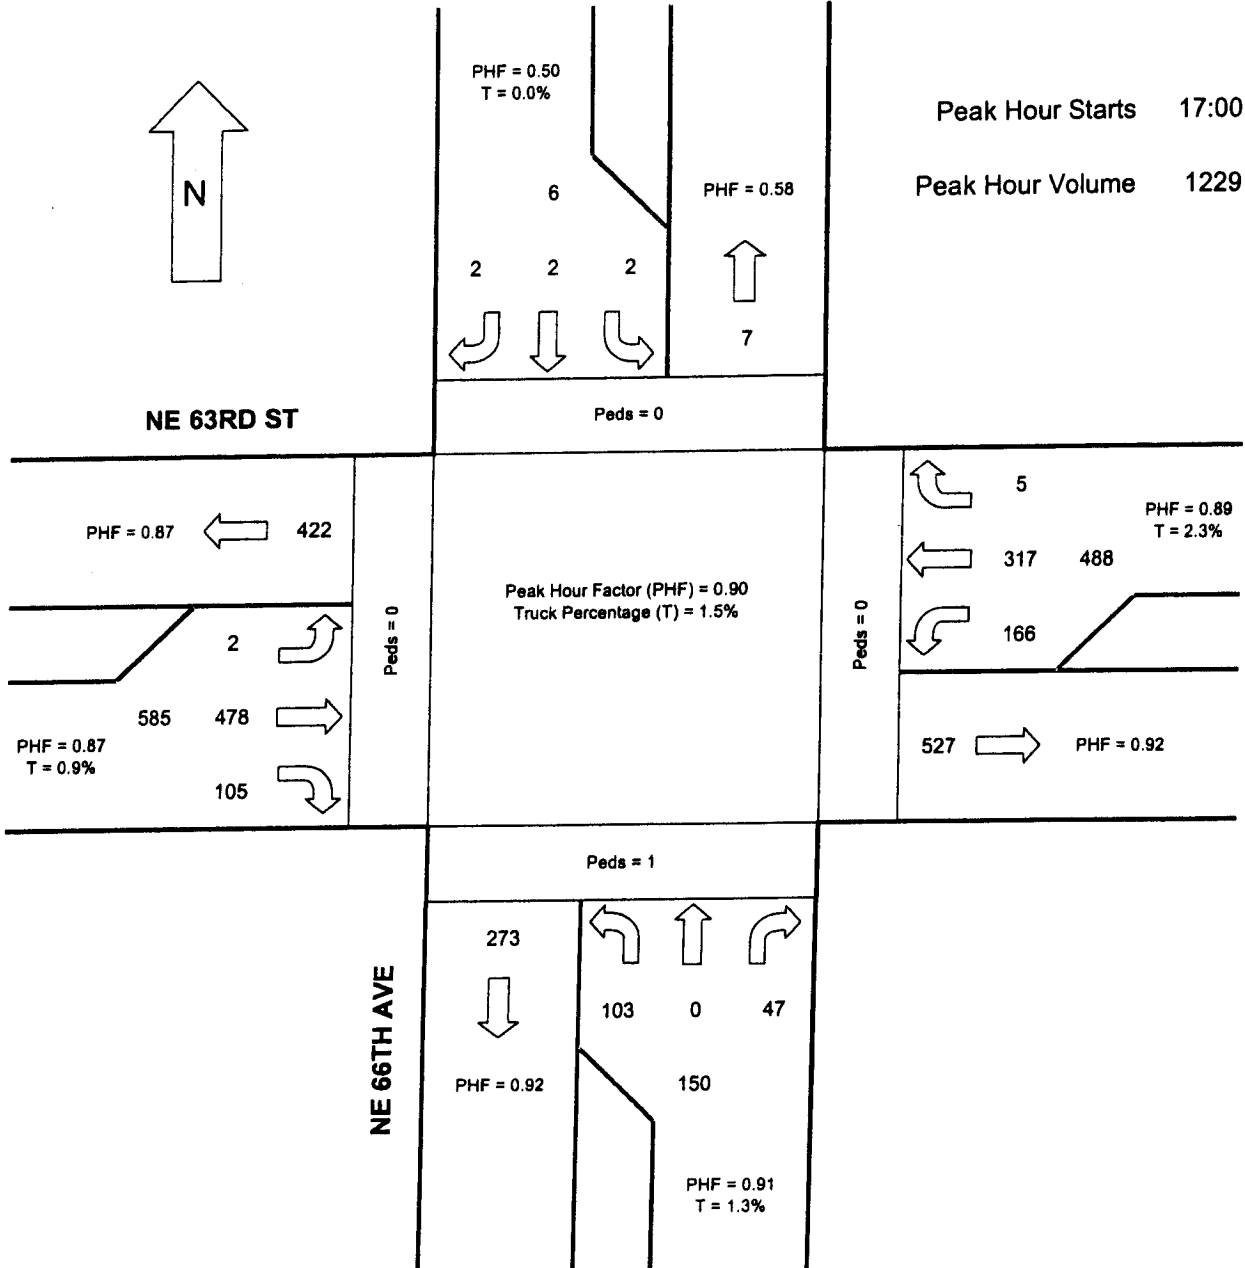 PHF = 0.50
T = 0.0%
Peak Hour Starts 17:00
N
6
PHF = 0.58
Peak Hour Volume 1229
2 2 2
7
NE 63RD ST
Peds = 0
PHF = 0.87 422
5
PHF = 0.89
T = 2.3%
317 488
166
Peak Hour Factor (PHF) = 0.90
Truck Percentage (T) = 1.5%
Peds = 0
Peds = 0
2
585 478
PHF = 0.87
T = 0.9%
105
527 PHF = 0.92
Peds = 1
273
103 0 47
NE 66TH AVE
PHF = 0.92
150
PHF = 0.91
T = 1.3%